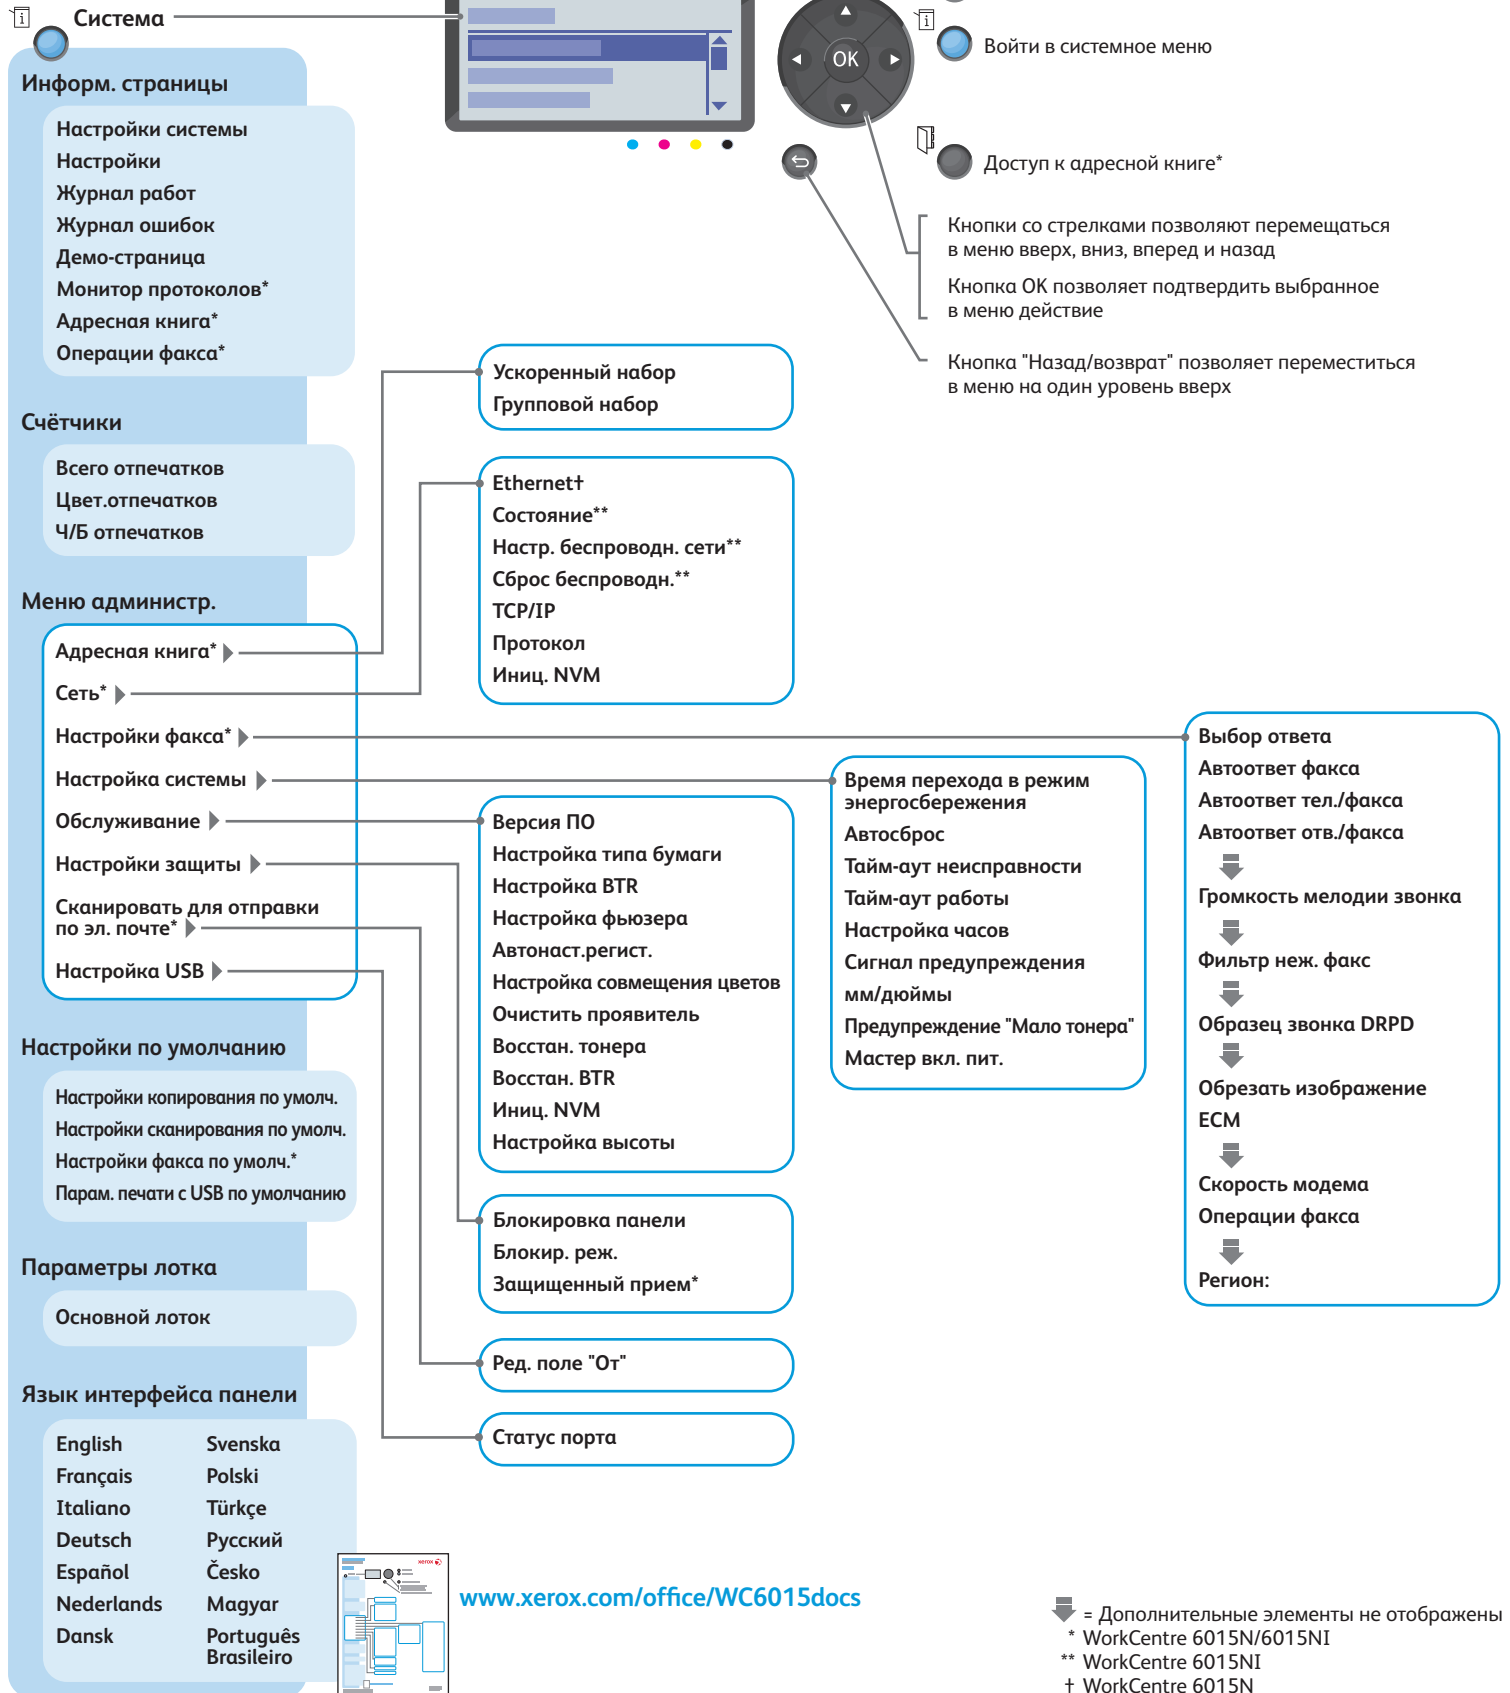 Система
OK
Войти в системное меню
Доступ к адресной книге*
Кнопки со стрелками позволяют перемещаться
в меню вверх, вниз, вперед и назад
Кнопка OK позволяет подтвердить выбранное
в меню действие
Кнопка "Назад/возврат" позволяет переместиться
в меню на один уровень вверх
Информ. страницы
Настройки системы
Настройки
Журнал работ
Журнал ошибок
Демо-страница
Монитор протоколов*
Адресная книга*
Операции факса*
Счётчики
Всего отпечатков
Цвет.отпечатков
Ч/Б отпечатков
Меню администр.
Адресная книга*
Сеть*
Настройки факса*
Настройка системы
Обслуживание
Настройки защиты
Сканировать для отправки
по эл. почте*
Настройка USB
Настройки по умолчанию
Настройки копирования по умолч.
Настройки сканирования по умолч.
Настройки факса по умолч.*
Парам. печати с USB по умолчанию
Параметры лотка
Основной лоток
Язык интерфейса панели
English
Français
Italiano
Deutsch
Español
Nederlands
Dansk
Svenska
Polski
Türkçe
Русский
Česko
Magyar
Português
Brasileiro
Ускоренный набор
Групповой набор
Ethernet†
Состояние**
Настр. беспроводн. сети**
Сброс беспроводн.**
TCP/IP
Протокол
Иниц. NVM
Версия ПО
Настройка типа бумаги
Настройка BTR
Настройка фьюзера
Автонаст.регист.
Настройка совмещения цветов
Очистить проявитель
Восстан. тонера
Восстан. BTR
Иниц. NVM
Настройка высоты
Блокировка панели
Блокир. реж.
Защищенный прием*
Ред. поле "От"
Статус порта
Время перехода в режим
энергосбережения
Автосброс
Тайм-аут неисправности
Тайм-аут работы
Настройка часов
Сигнал предупреждения
мм/дюймы
Предупреждение "Мало тонера"
Мастер вкл. пит.
Выбор ответа
Автоответ факса
Автоответ тел./факса
Автоответ отв./факса
Громкость мелодии звонка
Фильтр неж. факс
Образец звонка DRPD
Обрезать изображение
ECM
Скорость модема
Операции факса
Регион:
xerox
www.xerox.com/office/WC6015docs
= Дополнительные элементы не отображены
* WorkCentre 6015N/6015NI
** WorkCentre 6015NI
† WorkCentre 6015N